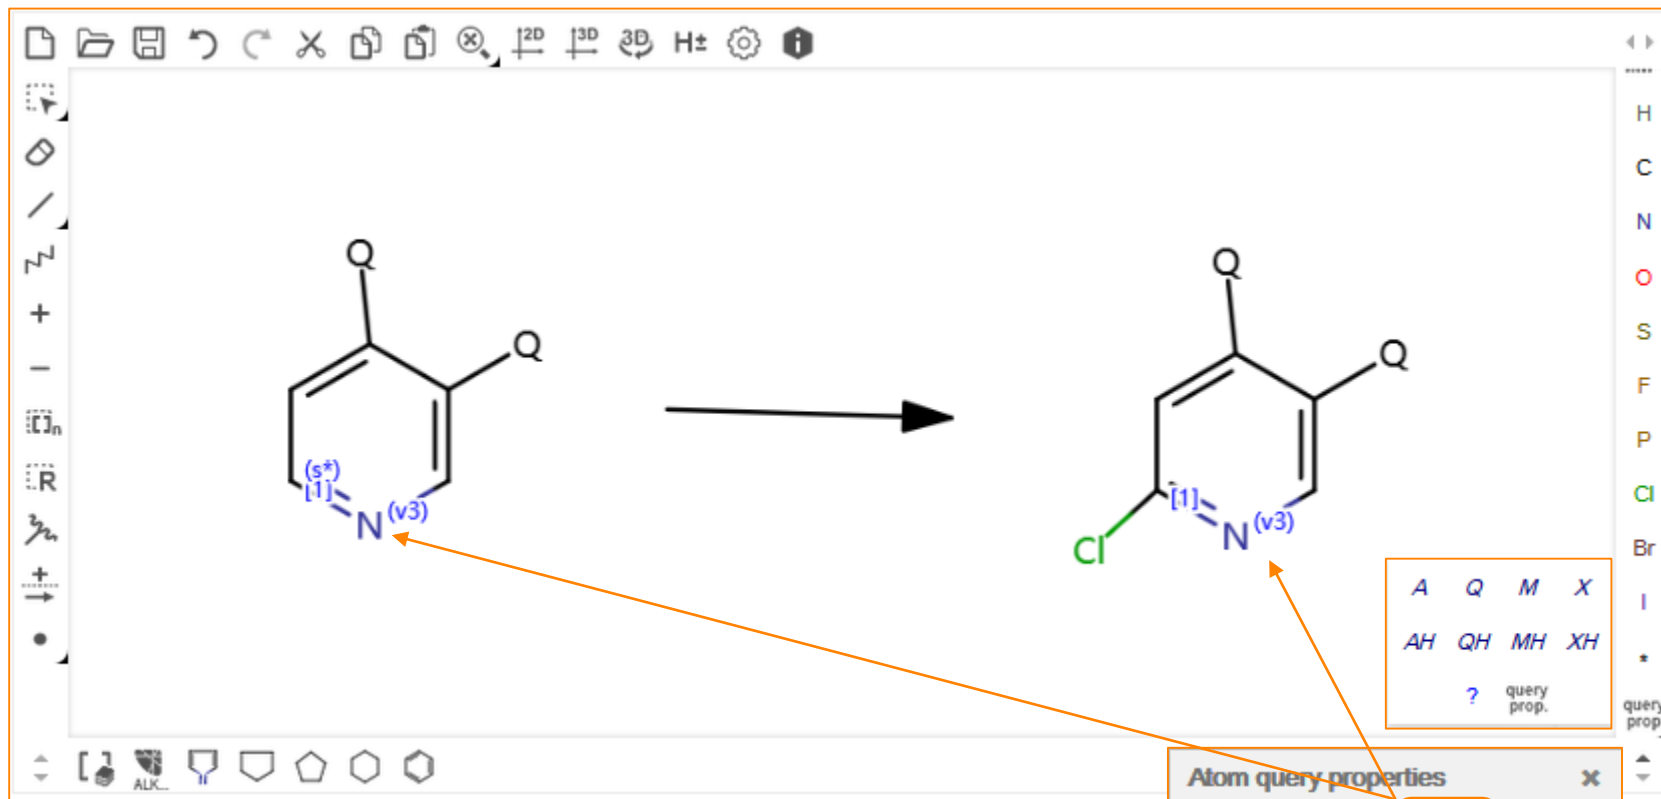 2D
3D
3D
H±
i
H
C
N
O
S
F
P
Cl
Br
I
*
query
prop
[ ]n
R
ALK...
Q
Q
(s*)
[1]
N
(v3)
Q
Q
[1]
N
(v3)
Cl
A Q M X
AH QH MH XH
? query
prop.
Atom query properties ×